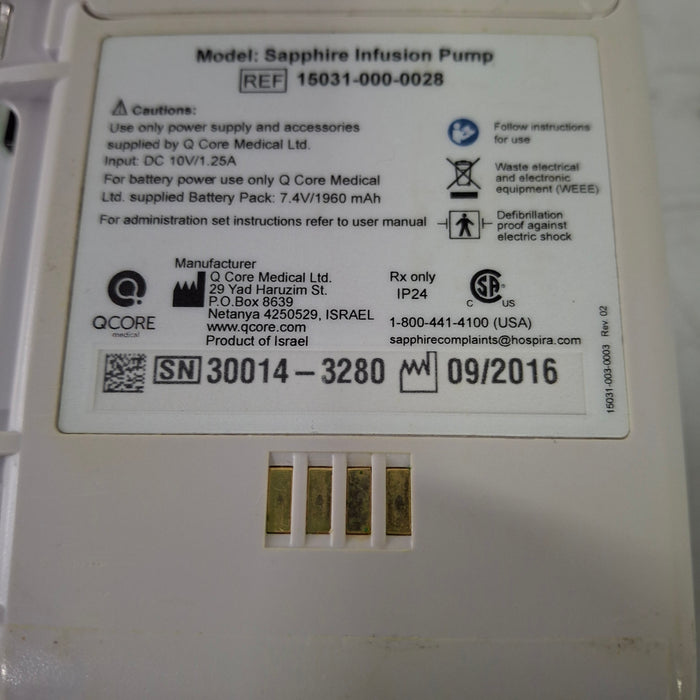 Model: Sapphire Infusion Pump
REF 15031-000-0028
Cautions:
Use only power supply and accessories
supplied by Q Core Medical Ltd.
Input: DC 10V/1.25A
For battery power use only Q Core Medical
Ltd. supplied Battery Pack: 7.4V/1960 mAh
For administration set instructions refer to user manual
Follow instructions
for use
Waste electrical
and electronic
equipment (WEEE)
Defibrillation
proof against
electric shock
QCORE
medical
Manufacturer
Q Core Medical Ltd.
29 Yad Haruzim St.
P.O.Box 8639
Netanya 4250529, ISRAEL
www.qcore.com
Product of Israel
Rx only
IP24
CSA
C US
1-800-441-4100 (USA)
sapphirecomplaints@hospira.com
SN 30014-3280 09/2016
15031-003-0003 Rev 02